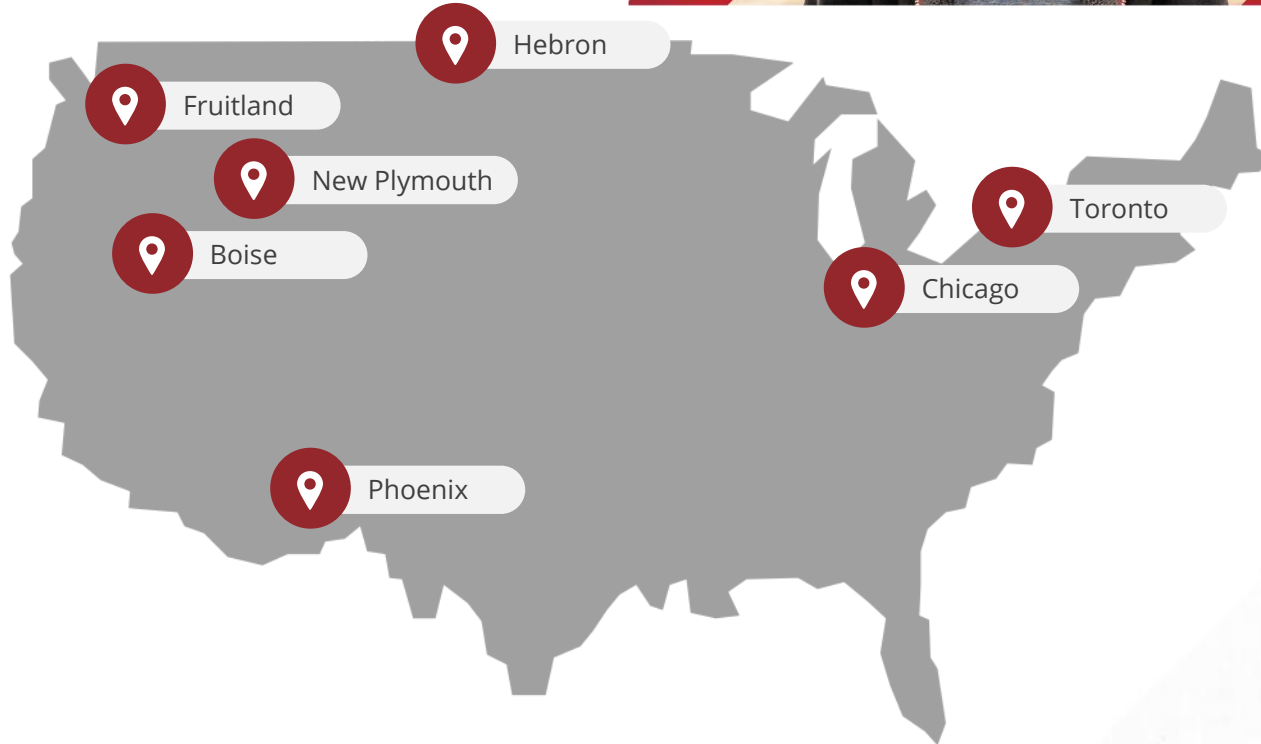 Hebron
Fruitland
New Plymouth
Toronto
Boise
Chicago
Phoenix